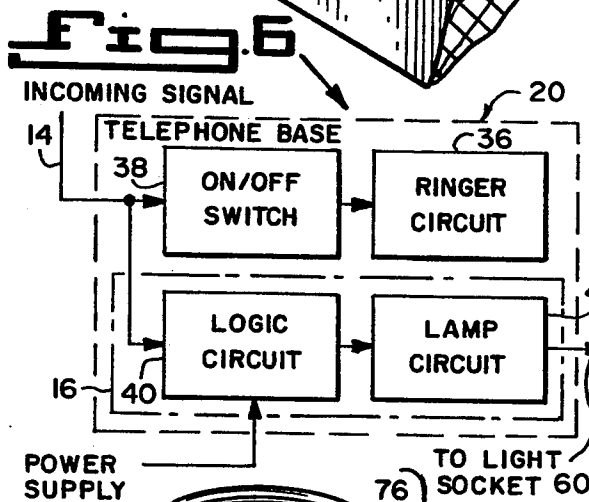 Fig. 6
INCOMING SIGNAL
14
TELEPHONE BASE
20
38
ON/OFF
SWITCH
36
RINGER
CIRCUIT
LOGIC
CIRCUIT
40
LAMP
CIRCUIT
16
POWER
SUPPLY
TO LIGHT
SOCKET 60
76